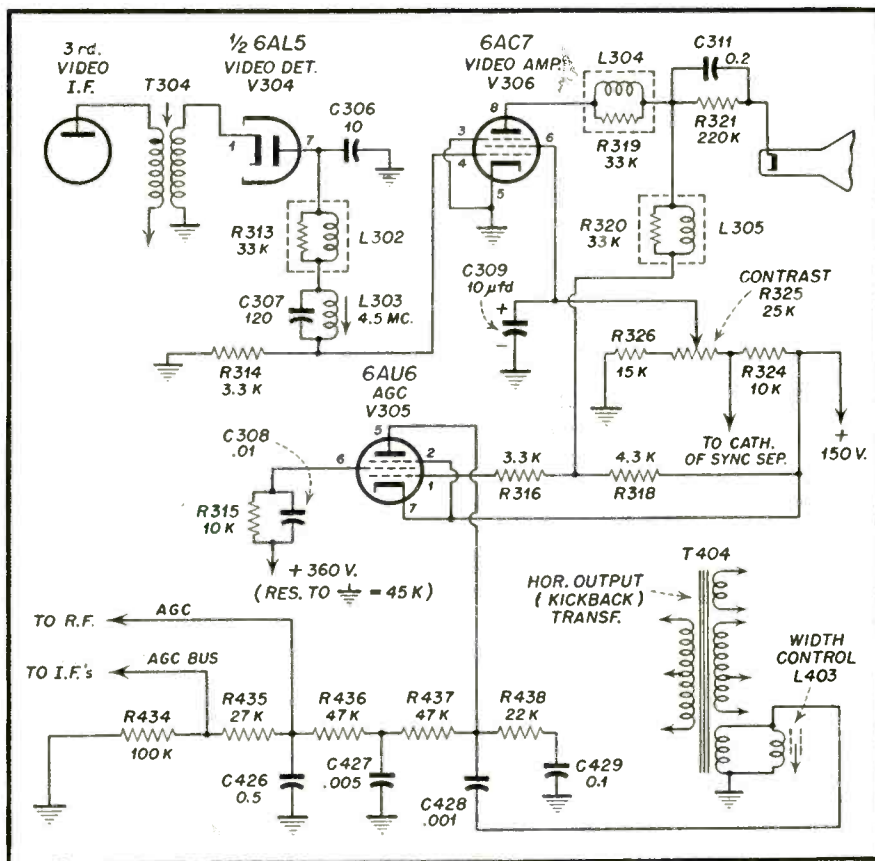 3 rd.
VIDEO
I.F.
T304
½ 6AL5
VIDEO DET.
V304
1
7
C306
10
6AC7
VIDEO AMP.
V306
8
3
4
6
5
L304
R319
33 K
C311
0.2
R321
220 K
R313
33 K
L302
C307
120
L303
4.5 MC.
R314
3.3 K
R320
33 K
L305
C309
10 µfd
+
–
CONTRAST
R325
25 K
R326
15 K
R324
10 K
TO CATH.
OF SYNC SEP.
+
150 V.
6AU6
AGC
V305
5
6
2
1
7
C308
.01
R315
10 K
+ 360 V.
(RES. TO = 45 K)
3.3 K
R316
4.3 K
R318
T404
HOR. OUTPUT
(KICKBACK)
TRANSF.
WIDTH
CONTROL
L403
TO R.F.
AGC
TO I.F.'s
AGC BUS
R434
100 K
R435
27 K
R436
47 K
R437
47 K
R438
22 K
C426
0.5
C427
.005
C428
.001
C429
0.1